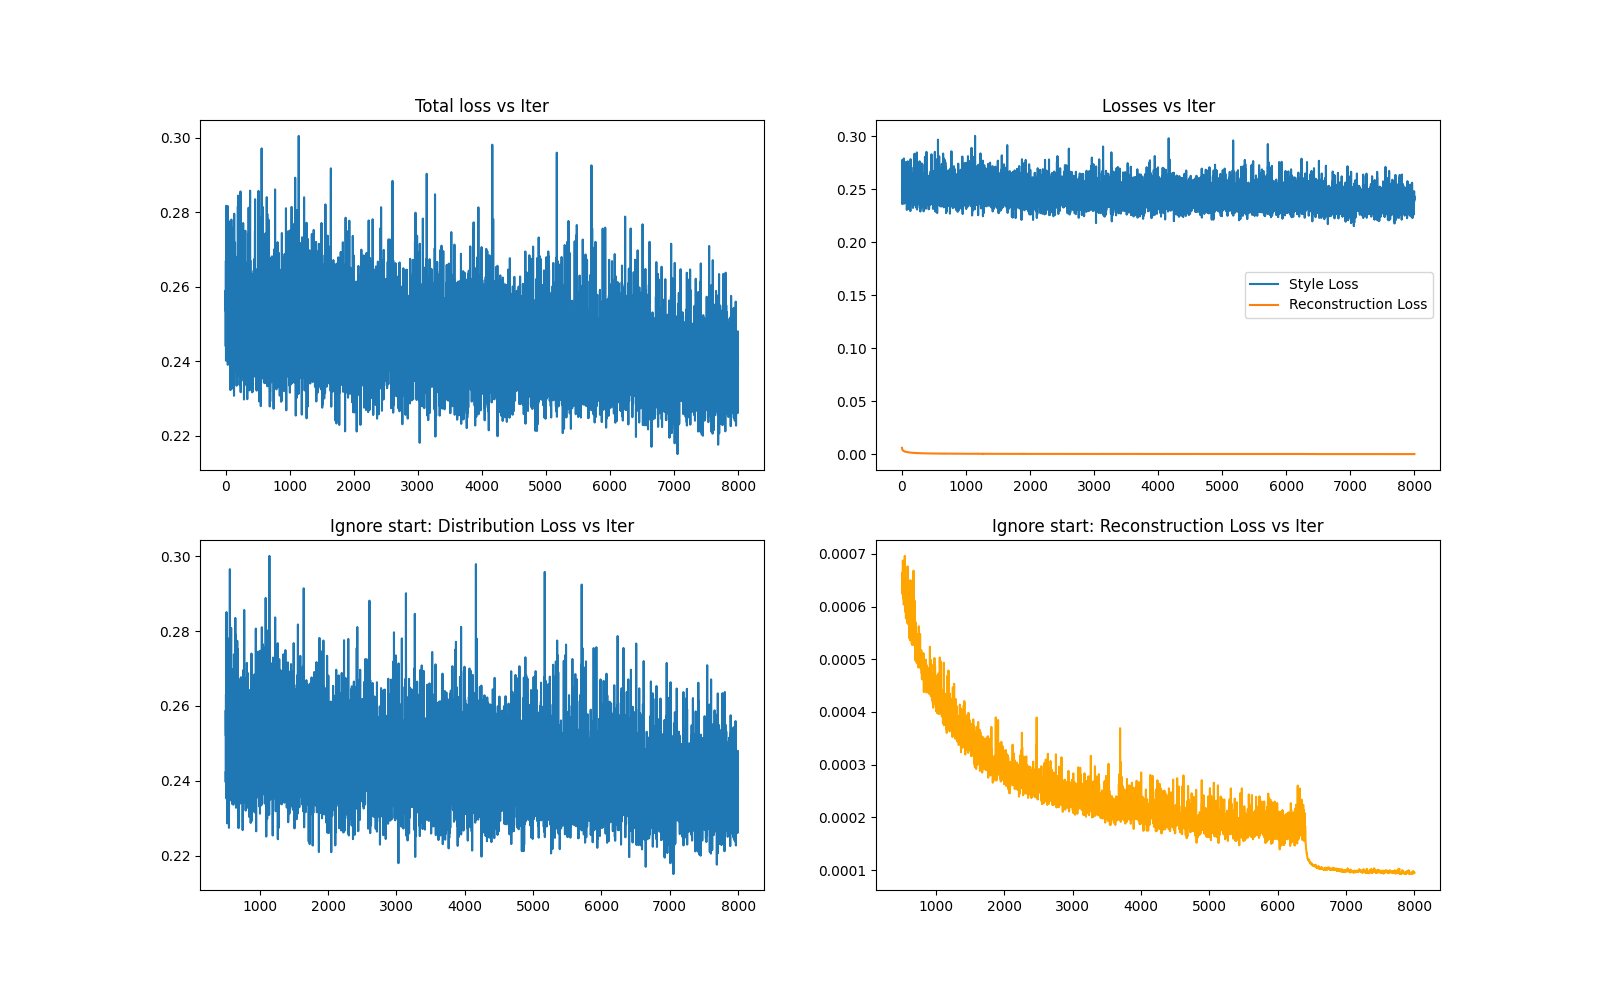 Total loss vs Iter
0.30
0.28
0.26
0.24
0.22
0 1000 2000 3000 4000 5000 6000 7000 8000
Losses vs Iter
0.30
0.25
0.20
0.15
0.10
0.05
0.00
Style Loss
Reconstruction Loss
0 1000 2000 3000 4000 5000 6000 7000 8000
Ignore start: Distribution Loss vs Iter
0.30
0.28
0.26
0.24
0.22
1000 2000 3000 4000 5000 6000 7000 8000
Ignore start: Reconstruction Loss vs Iter
0.0007
0.0006
0.0005
0.0004
0.0003
0.0002
0.0001
1000 2000 3000 4000 5000 6000 7000 8000